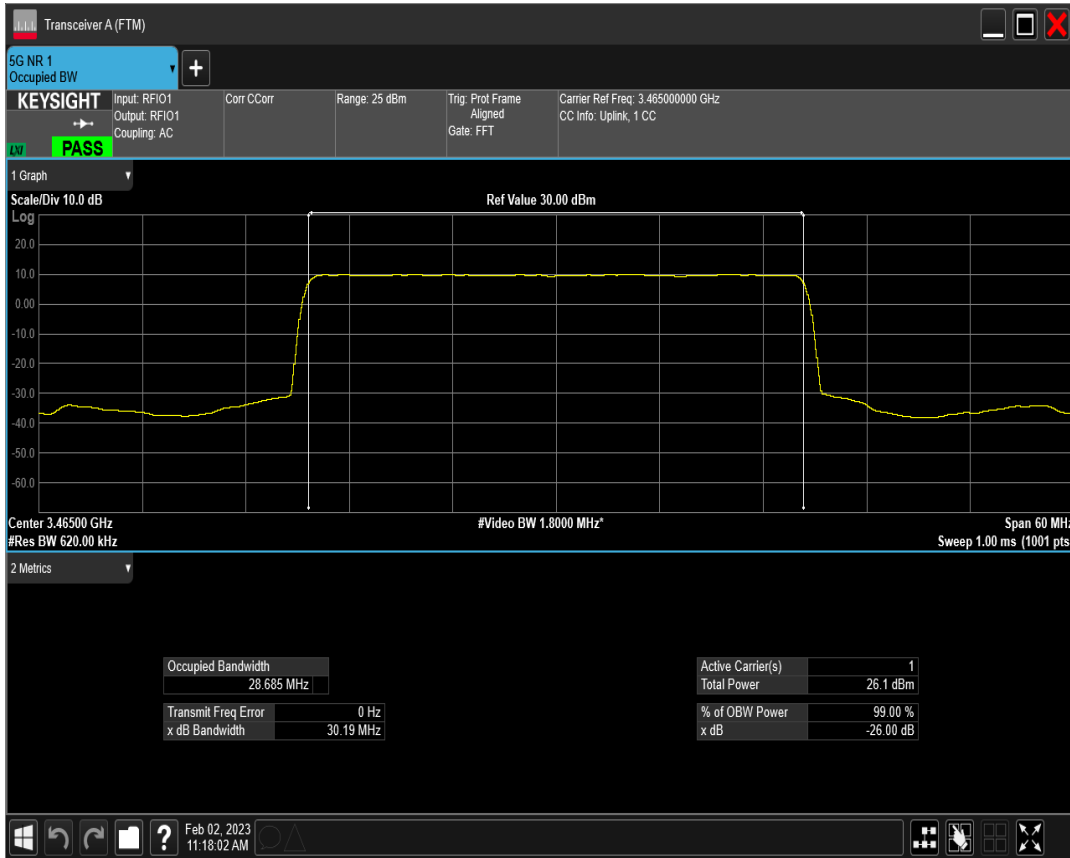 Transceiver A (FTM)
5G NR 1
Occupied BW
KEYSIGHT
LXI
PASS
Input: RFIO1
Output: RFIO1
Coupling: AC
Corr CCorr
Range: 25 dBm
Trig: Prot Frame
Aligned
Gate: FFT
Carrier Ref Freq: 3.465000000 GHz
CC Info: Uplink, 1 CC
1 Graph
Scale/Div 10.0 dB
Ref Value 30.00 dBm
Log
20.0
10.0
0.00
-10.0
-20.0
-30.0
-40.0
-50.0
-60.0
Center 3.46500 GHz
#Video BW 1.8000 MHz*
Span 60 MHz
#Res BW 620.00 kHz
Sweep 1.00 ms (1001 pts
2 Metrics
Occupied Bandwidth
28.685 MHz
Transmit Freq Error 0 Hz
x dB Bandwidth 30.19 MHz
Active Carrier(s) 1
Total Power 26.1 dBm
% of OBW Power 99.00 %
x dB -26.00 dB
?
Feb 02, 2023
11:18:02 AM